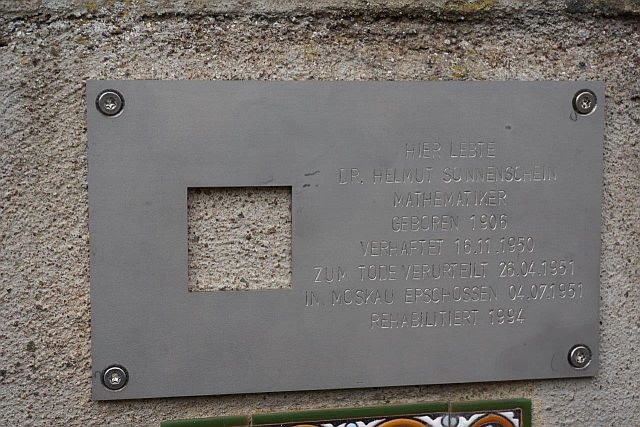 HIER LEBTE
DR. HELMUT SONNENSCHEIN
MATHEMATIKER
GEBOREN 1906
VERHAFTET 16.11.1950
ZUM TODE VERURTEILT 26.04.1951
IN MOSKAU ERSCHOSSEN 04.07.1951
REHABILITIERT 1994